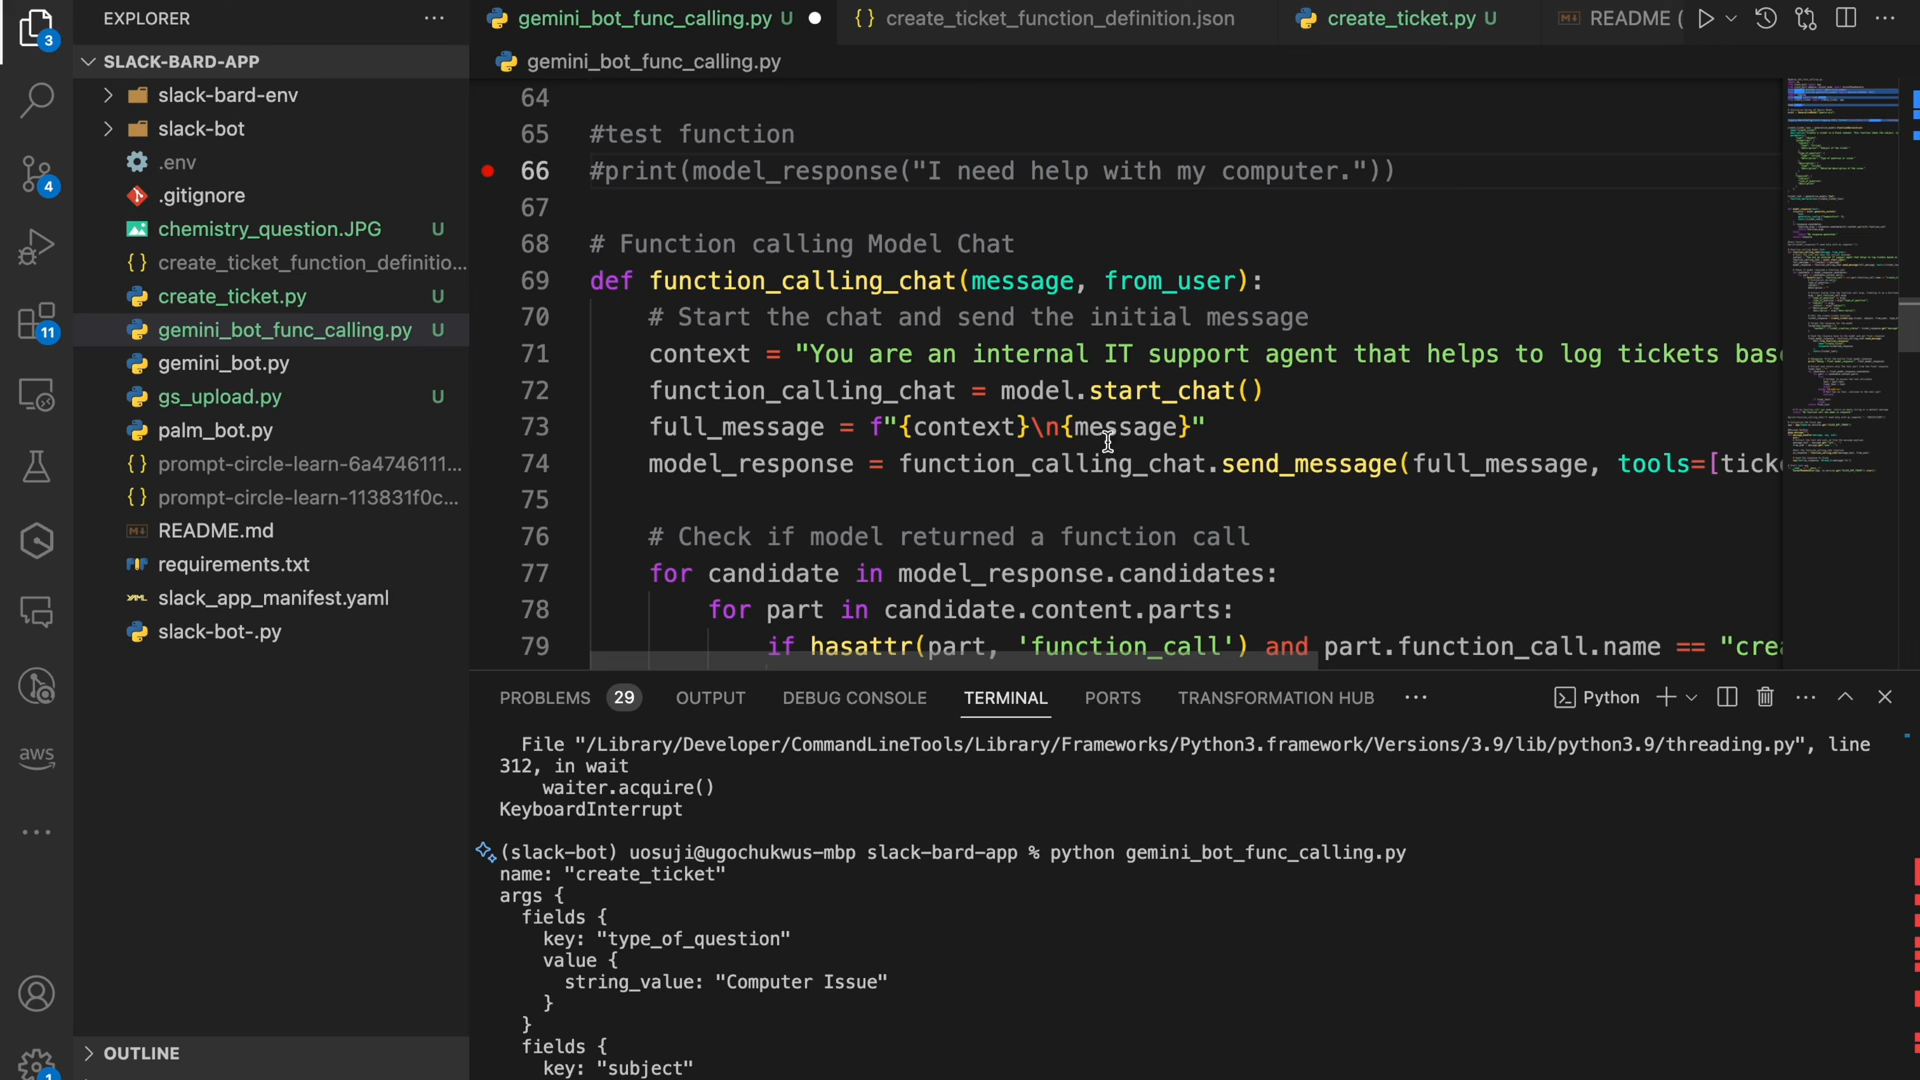 EXPLORER
gemini_bot_func_calling.py U
create_ticket_function_definition.json
create_ticket.py U
README (
3
SLACK-BARD-APP
gemini_bot_func_calling.py
slack-bard-env
slack-bot
.env
.gitignore
chemistry_question.JPG U
create_ticket_function_definitio...
create_ticket.py U
gemini_bot_func_calling.py U
gemini_bot.py
gs_upload.py U
palm_bot.py
prompt-circle-learn-6a4746111...
prompt-circle-learn-113831f0c...
README.md
requirements.txt
slack_app_manifest.yaml
slack-bot-.py
4
11
aws
1
OUTLINE
64
65 #test function
66 #print(model_response("I need help with my computer."))
67
68 # Function calling Model Chat
69 def function_calling_chat(message, from_user):
70 # Start the chat and send the initial message
71 context = "You are an internal IT support agent that helps to log tickets bas
72 function_calling_chat = model.start_chat()
73 full_message = f"{context}\n{message}"
74 model_response = function_calling_chat.send_message(full_message, tools=[tick
75
76 # Check if model returned a function call
77 for candidate in model_response.candidates:
78 for part in candidate.content.parts:
79 if hasattr(part, 'function_call') and part.function_call.name == "crea
PROBLEMS 29 OUTPUT DEBUG CONSOLE TERMINAL PORTS TRANSFORMATION HUB
Python
File "/Library/Developer/CommandLineTools/Library/Frameworks/Python3.framework/Versions/3.9/lib/python3.9/threading.py", line
312, in wait
waiter.acquire()
KeyboardInterrupt
(slack-bot) uosuji@ugochukwus-mbp slack-bard-app % python gemini_bot_func_calling.py
name: "create_ticket"
args {
fields {
key: "type_of_question"
value {
string_value: "Computer Issue"
}
}
fields {
key: "subject"